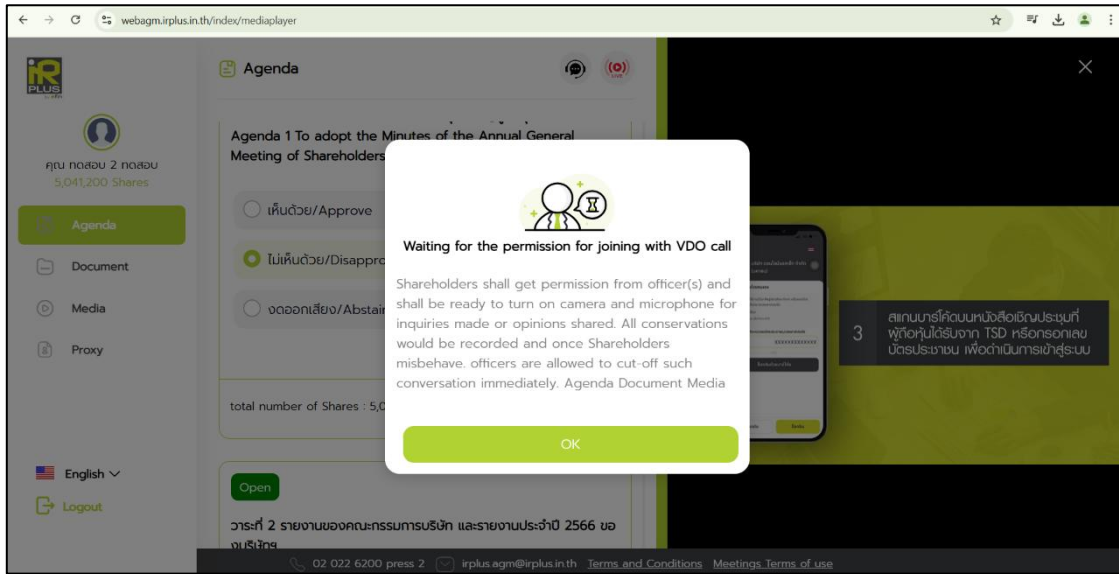 webagm.irplus.in.th/index/mediaplayer
iR
PLUS
คุณ ทดสอบ 2 ทดสอบ
5,041,200 Shares
Agenda
Document
Media
Proxy
English
Logout
Agenda
LIVE
Agenda 1 To adopt the Minutes of the Annual General
Meeting of Shareholders
เห็นด้วย/Approve
ไม่เห็นด้วย/Disappro
งดออกเสียง/Abstai
total number of Shares : 5,0
Open
วาระที่ 2 รายงานของคณะกรรมการบริษัท และรายงานประจำปี 2566 ขอ
งบริษัทฯ
Waiting for the permission for joining with VDO call
Shareholders shall get permission from officer(s) and
shall be ready to turn on camera and microphone for
inquiries made or opinions shared. All conservations
would be recorded and once Shareholders
misbehave. officers are allowed to cut-off such
conversation immediately. Agenda Document Media
OK
3
สแกนบาร์โค้ดบนหนังสือเชิญประชุมที่
ผู้ถือหุ้นได้รับจาก TSD หรือกรอกเลข
บัตรประชาชน เพื่อดำเนินการเข้าสู่ระบบ
02 022 6200 press 2 irplus.agm@irplus.in.th Terms and Conditions Meetings Terms of use